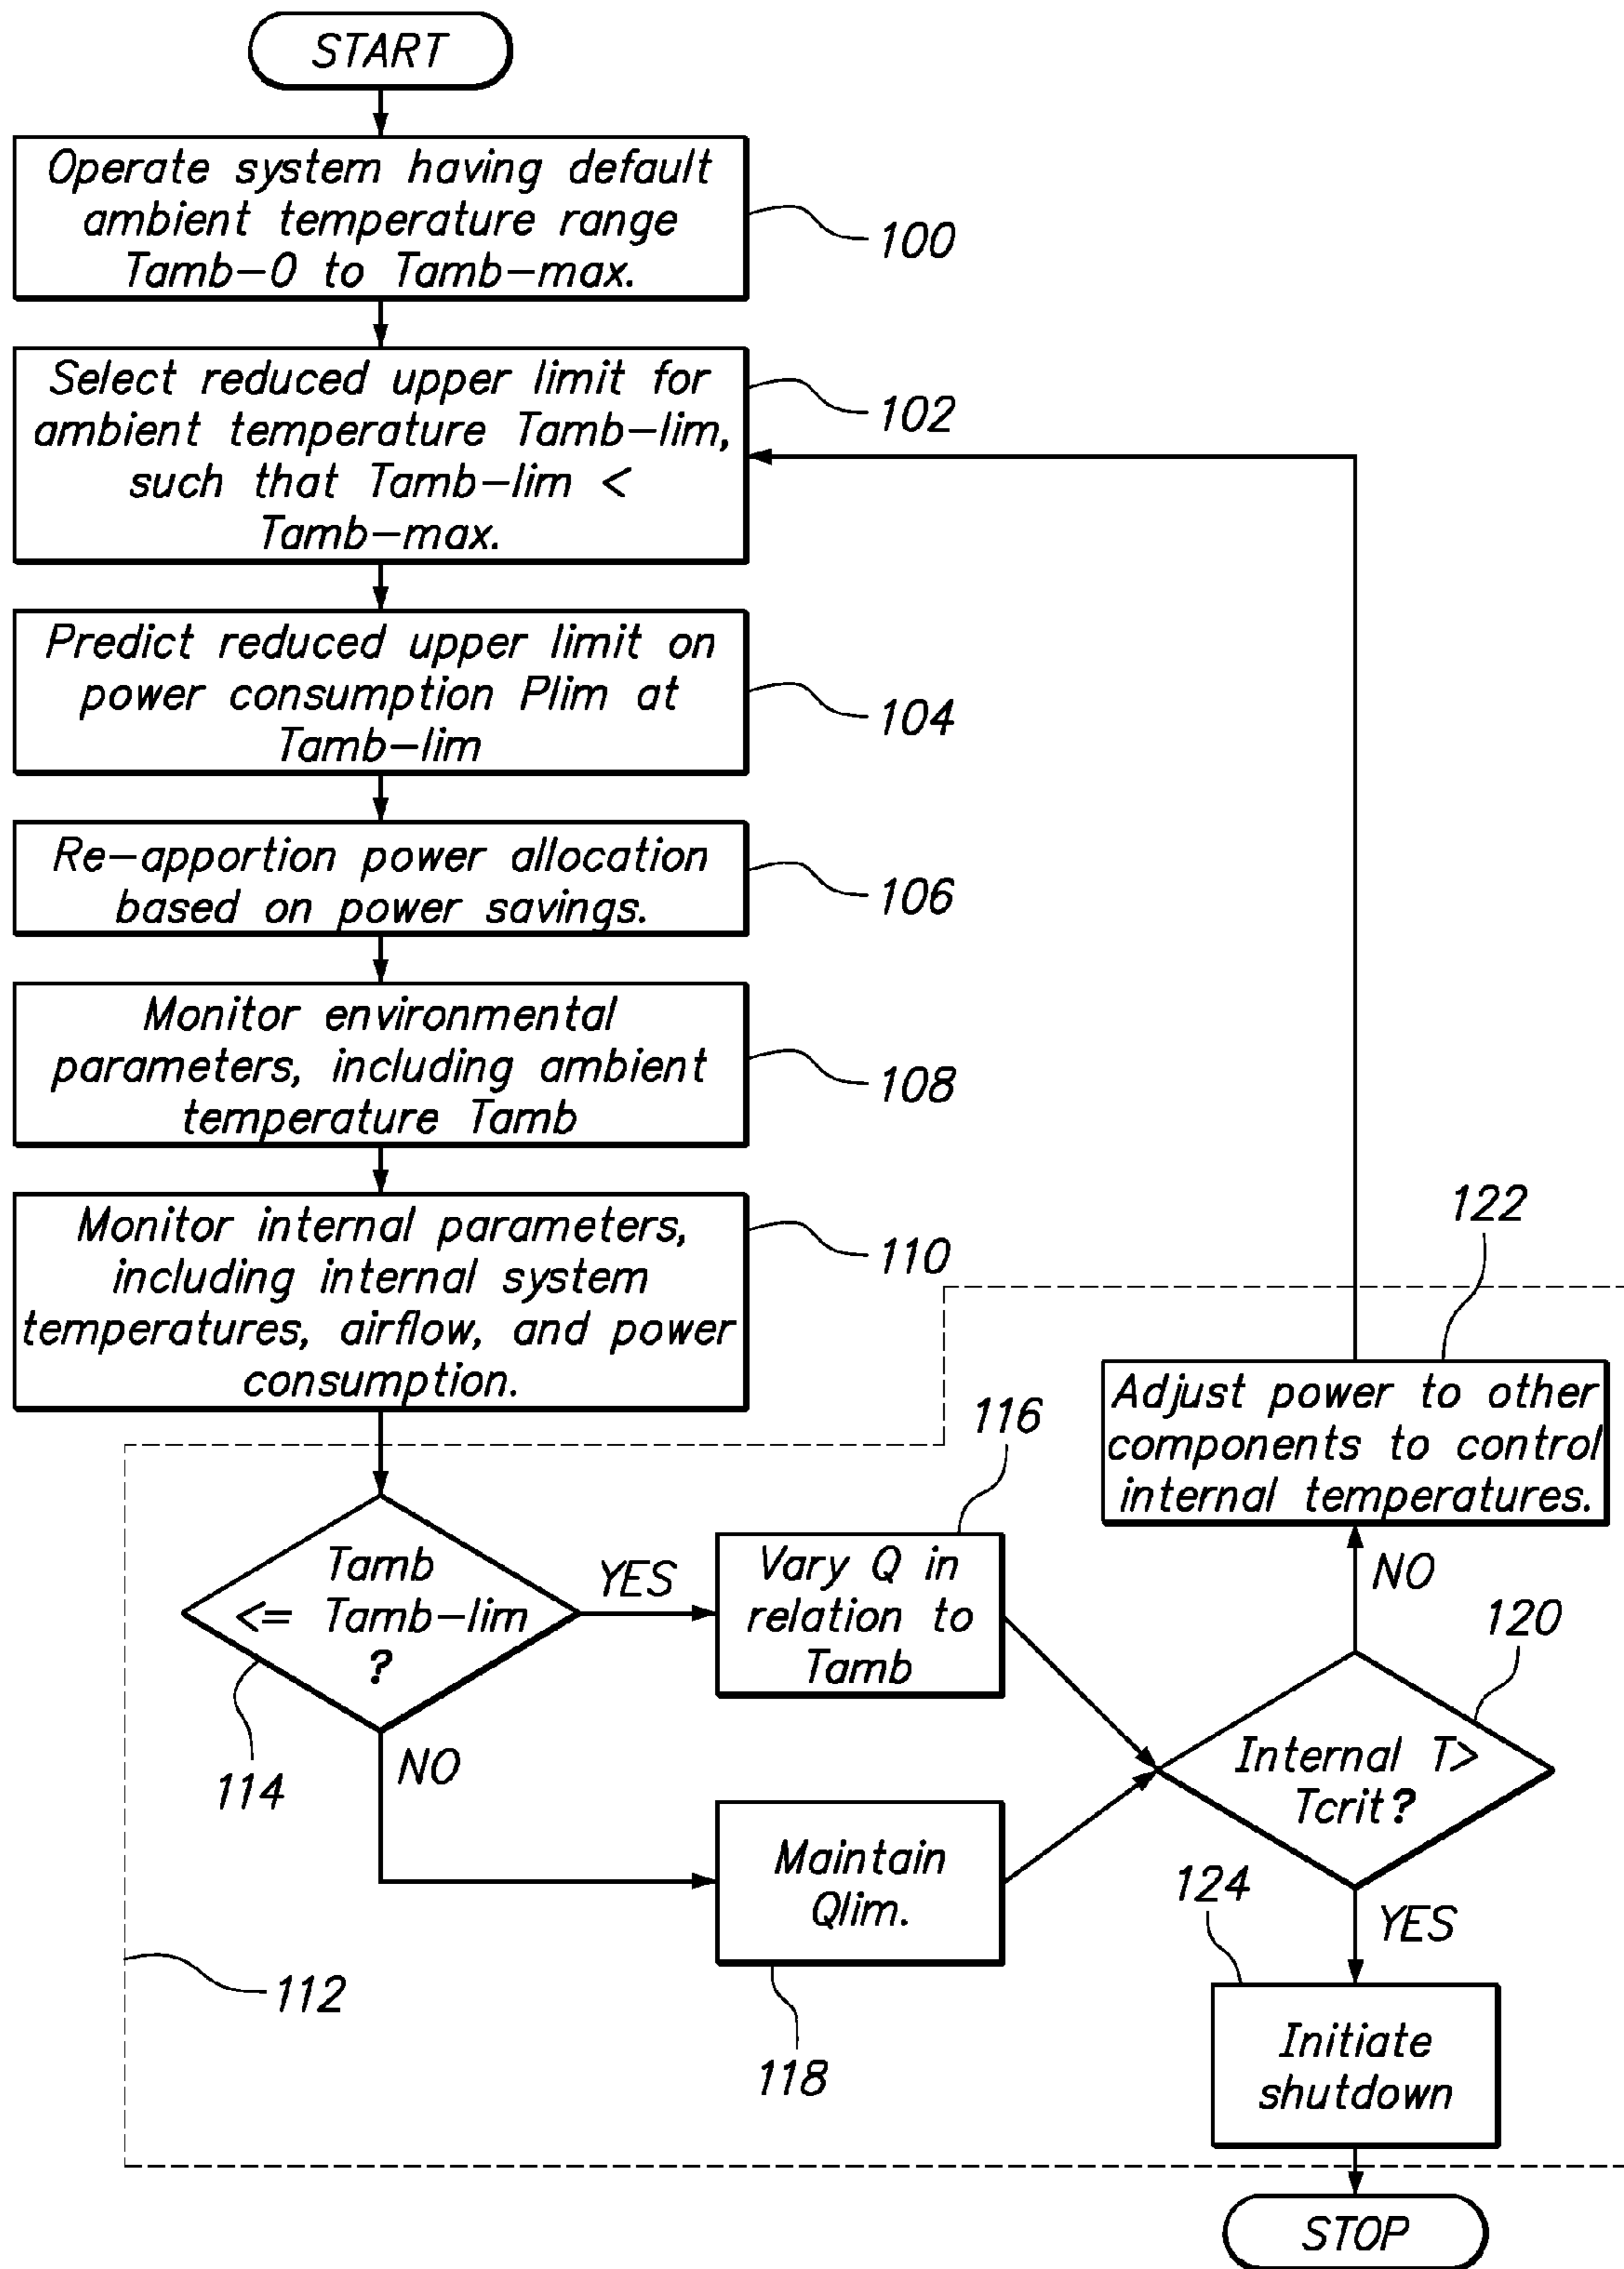 START
Operate system having default
ambient temperature range
Tamb-0 to Tamb-max.
100
Select reduced upper limit for
ambient temperature Tamb-lim,
such that Tamb-lim <
Tamb-max.
102
Predict reduced upper limit on
power consumption Plim at
Tamb-lim
104
Re-apportion power allocation
based on power savings.
106
Monitor environmental
parameters, including ambient
temperature Tamb
108
Monitor internal parameters,
including internal system
temperatures, airflow, and power
consumption.
110
122
Adjust power to other
components to control
internal temperatures.
116
Tamb
<= Tamb-lim
?
YES
Vary Q in
relation to
Tamb
NO
120
114
NO
Internal T>
Tcrit?
Maintain
Qlim.
124
YES
112
118
Initiate
shutdown
STOP